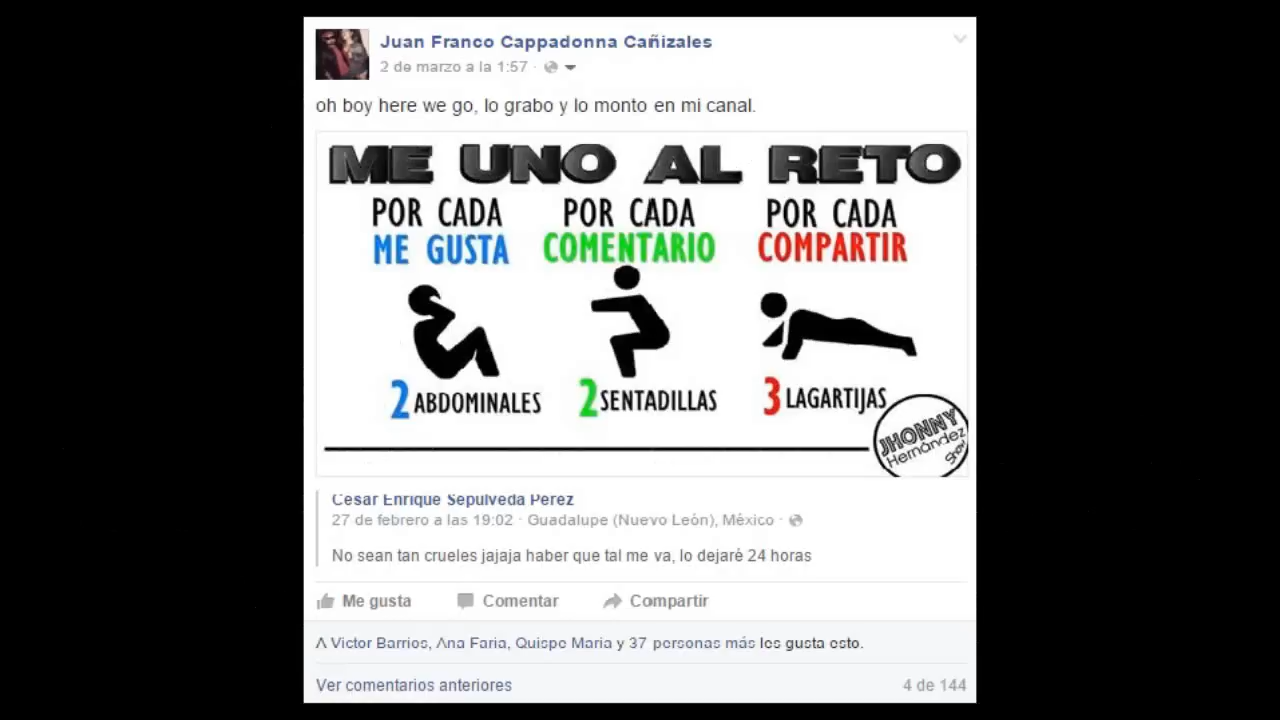 Juan Franco Cappadonna Cañizales
2 de marzo a la 1:57 ·
oh boy here we go, lo grabo y lo monto en mi canal.
ME UNO AL RETO
POR CADA POR CADA POR CADA
ME GUSTA COMENTARIO COMPARTIR
2 ABDOMINALES 2 SENTADILLAS 3 LAGARTIJAS
JHONNY
Hernández
Show
Cesar Enrique Sepulveda Perez
27 de febrero a las 19:02 · Guadalupe (Nuevo León), México ·
No sean tan crueles jajaja haber que tal me va, lo dejaré 24 horas
Me gusta Comentar Compartir
A Victor Barrios, Ana Faria, Quispe Maria y 37 personas más les gusta esto.
Ver comentarios anteriores 4 de 144